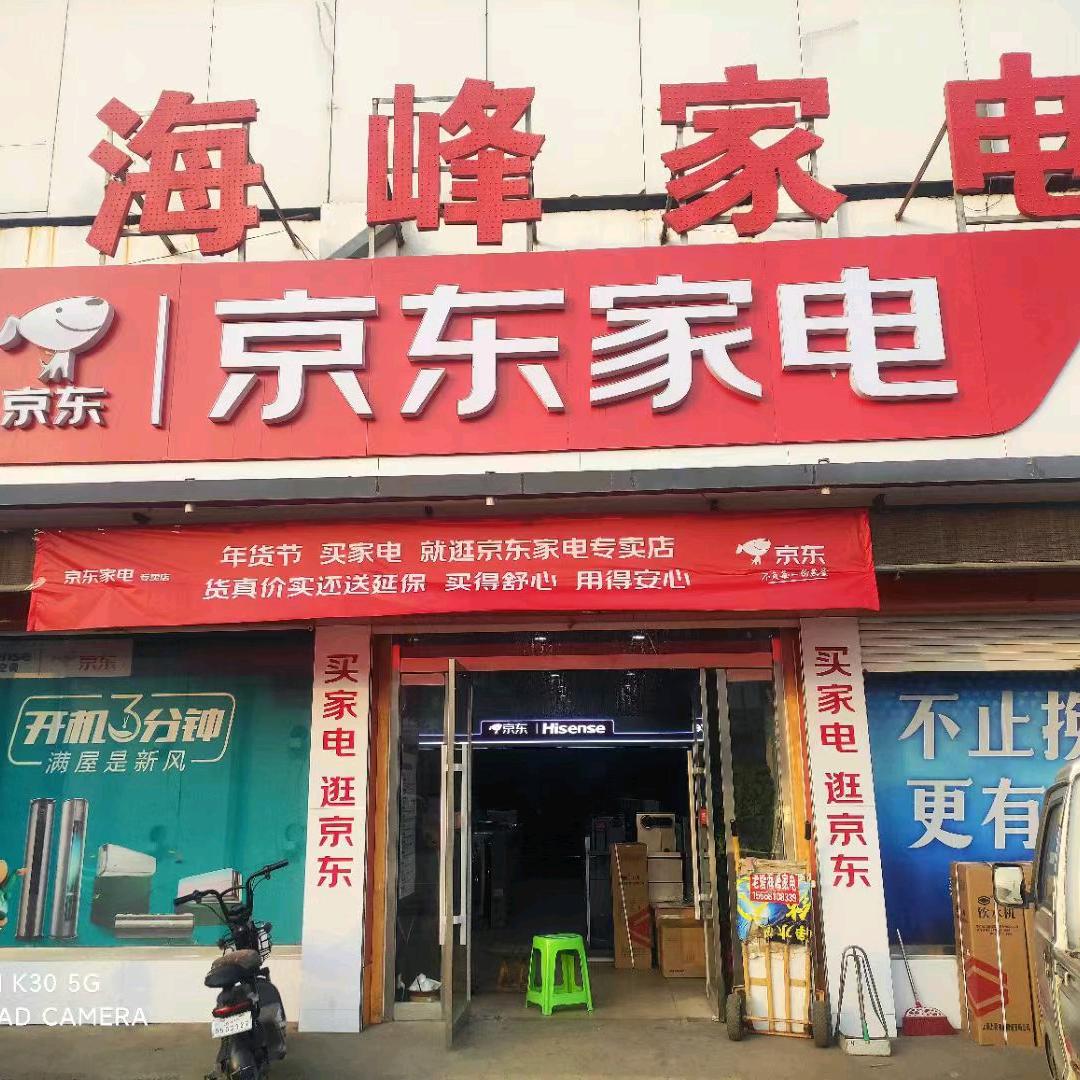 海峰家电
京东
京东家电
年货节 买家电 就逛京东家电专卖店
货真价实还送延保 买得舒心 用得安心
京东家电 专卖店
京东
京东
开机3分钟
满屋是新风
买家电 逛京东
京东 Hisense
买家电 逛京东
不止换
更有
饮水机
K30 5G
AD CAMERA